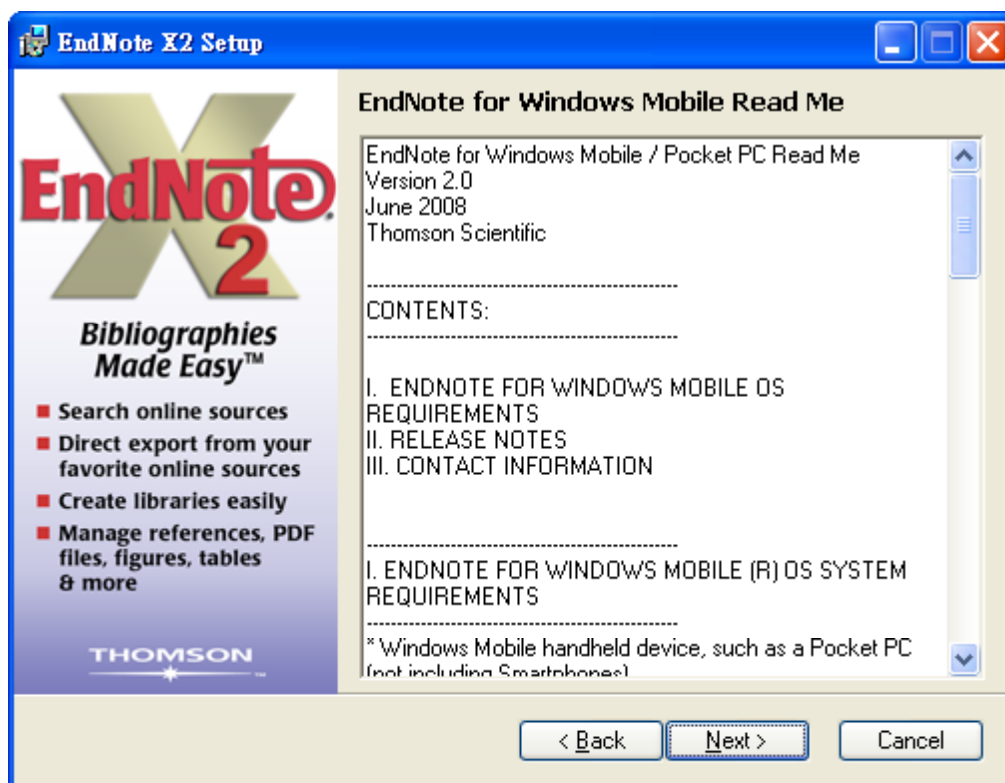 EndNote X2 Setup
EndNote
X2
Bibliographies
Made Easy™
Search online sources
Direct export from your
favorite online sources
Create libraries easily
Manage references, PDF
files, figures, tables
& more
THOMSON
EndNote for Windows Mobile Read Me
EndNote for Windows Mobile / Pocket PC Read Me
Version 2.0
June 2008
Thomson Scientific
----------------------------------------------------
CONTENTS:
----------------------------------------------------
I.  ENDNOTE FOR WINDOWS MOBILE OS
REQUIREMENTS
II. RELEASE NOTES
III. CONTACT INFORMATION
----------------------------------------------------
I. ENDNOTE FOR WINDOWS MOBILE (R) OS SYSTEM
REQUIREMENTS
----------------------------------------------------
* Windows Mobile handheld device, such as a Pocket PC
(not including Smartphones)
< Back
Next >
Cancel